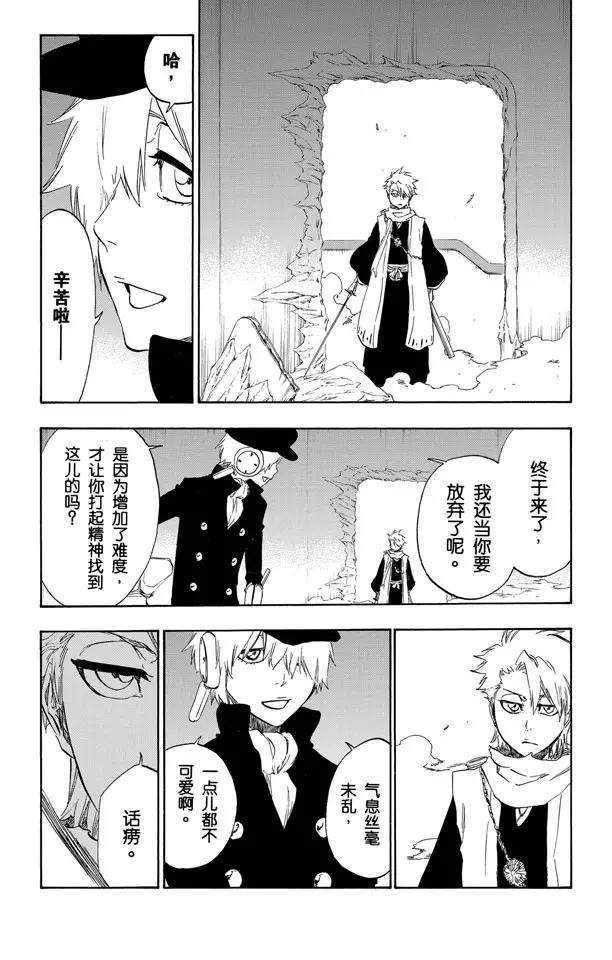 哈，
辛苦啦——
终于来了，
我还当你要
放弃了呢。
是因为增加了难度，
才让你打起精神找到
这儿的吗？
气息丝毫
未乱，
一点儿都不
可爱啊。
话痨。